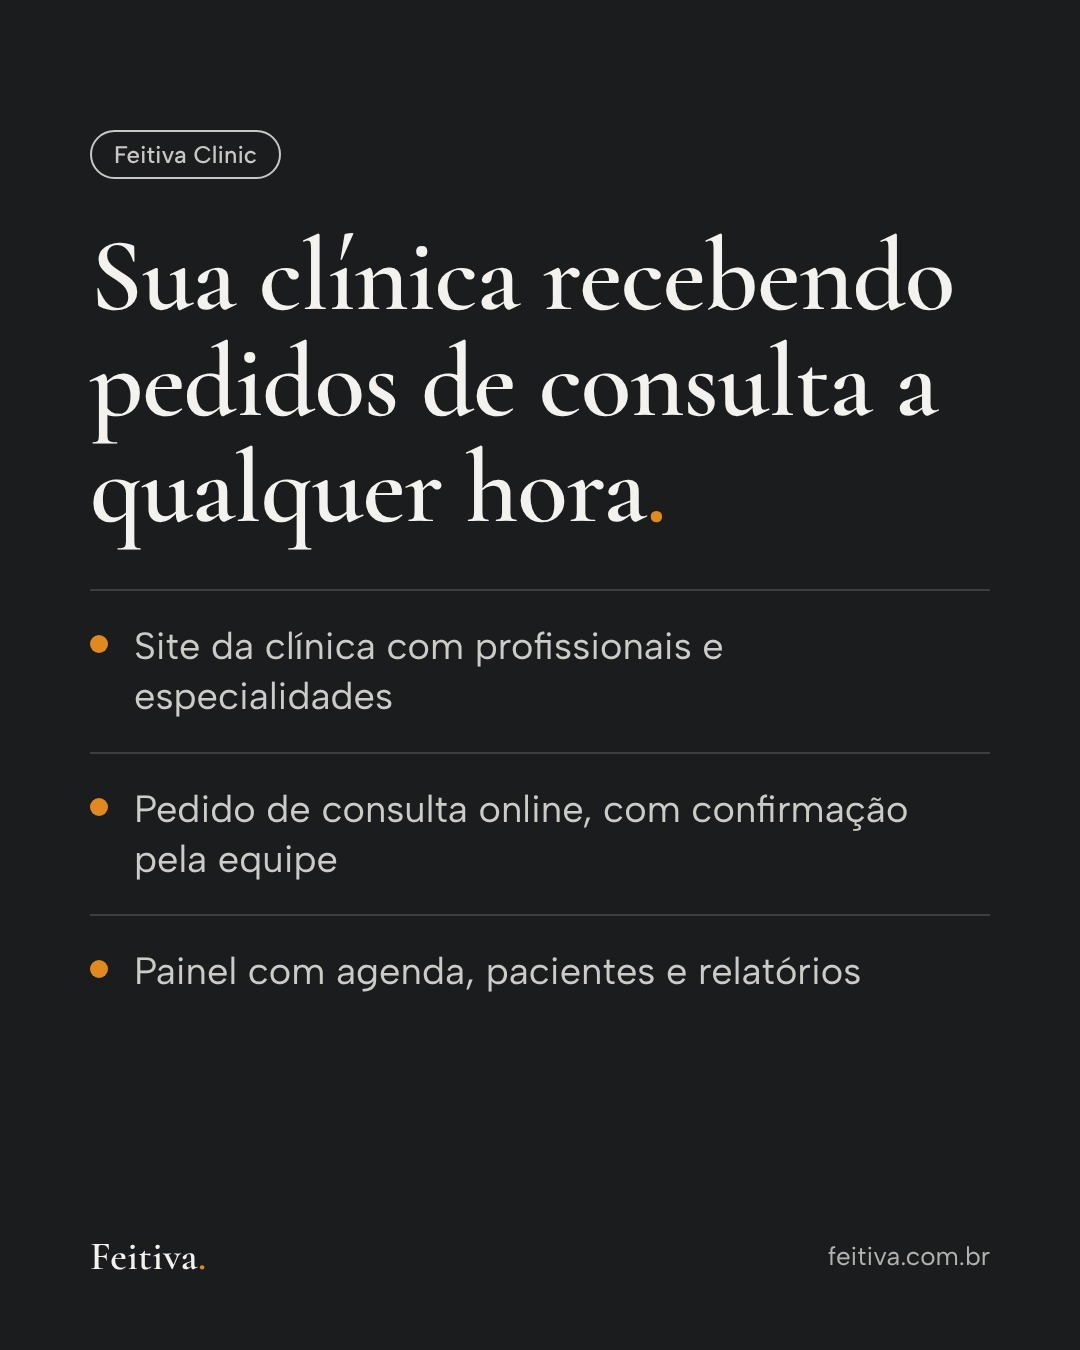 Feitiva Clinic
Sua clínica recebendo
pedidos de consulta a
qualquer hora.
Site da clínica com profissionais e
especialidades
Pedido de consulta online, com confirmação
pela equipe
Painel com agenda, pacientes e relatórios
Feitiva.
feitiva.com.br